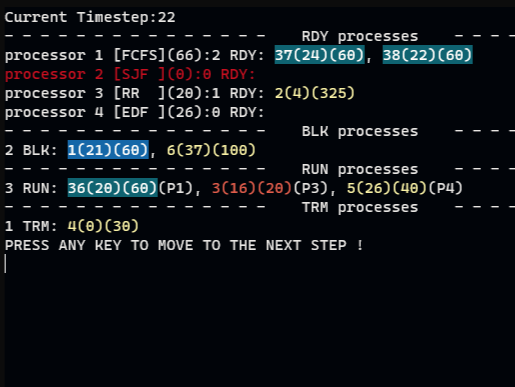 Current Timestep:22
- - - - - - - - - - - - - - - -    RDY processes    - - - -
processor 1 [FCFS](66):2 RDY: 37(24)(60), 38(22)(60)
processor 2 [SJF ](0):0 RDY:
processor 3 [RR  ](20):1 RDY: 2(4)(325)
processor 4 [EDF ](26):0 RDY:
- - - - - - - - - - - - - - - -    BLK processes    - - - -
2 BLK: 1(21)(60), 6(37)(100)
- - - - - - - - - - - - - - - -    RUN processes    - - - -
3 RUN: 36(20)(60)(P1), 3(16)(20)(P3), 5(26)(40)(P4)
- - - - - - - - - - - - - - - -    TRM processes    - - - -
1 TRM: 4(0)(30)
PRESS ANY KEY TO MOVE TO THE NEXT STEP !